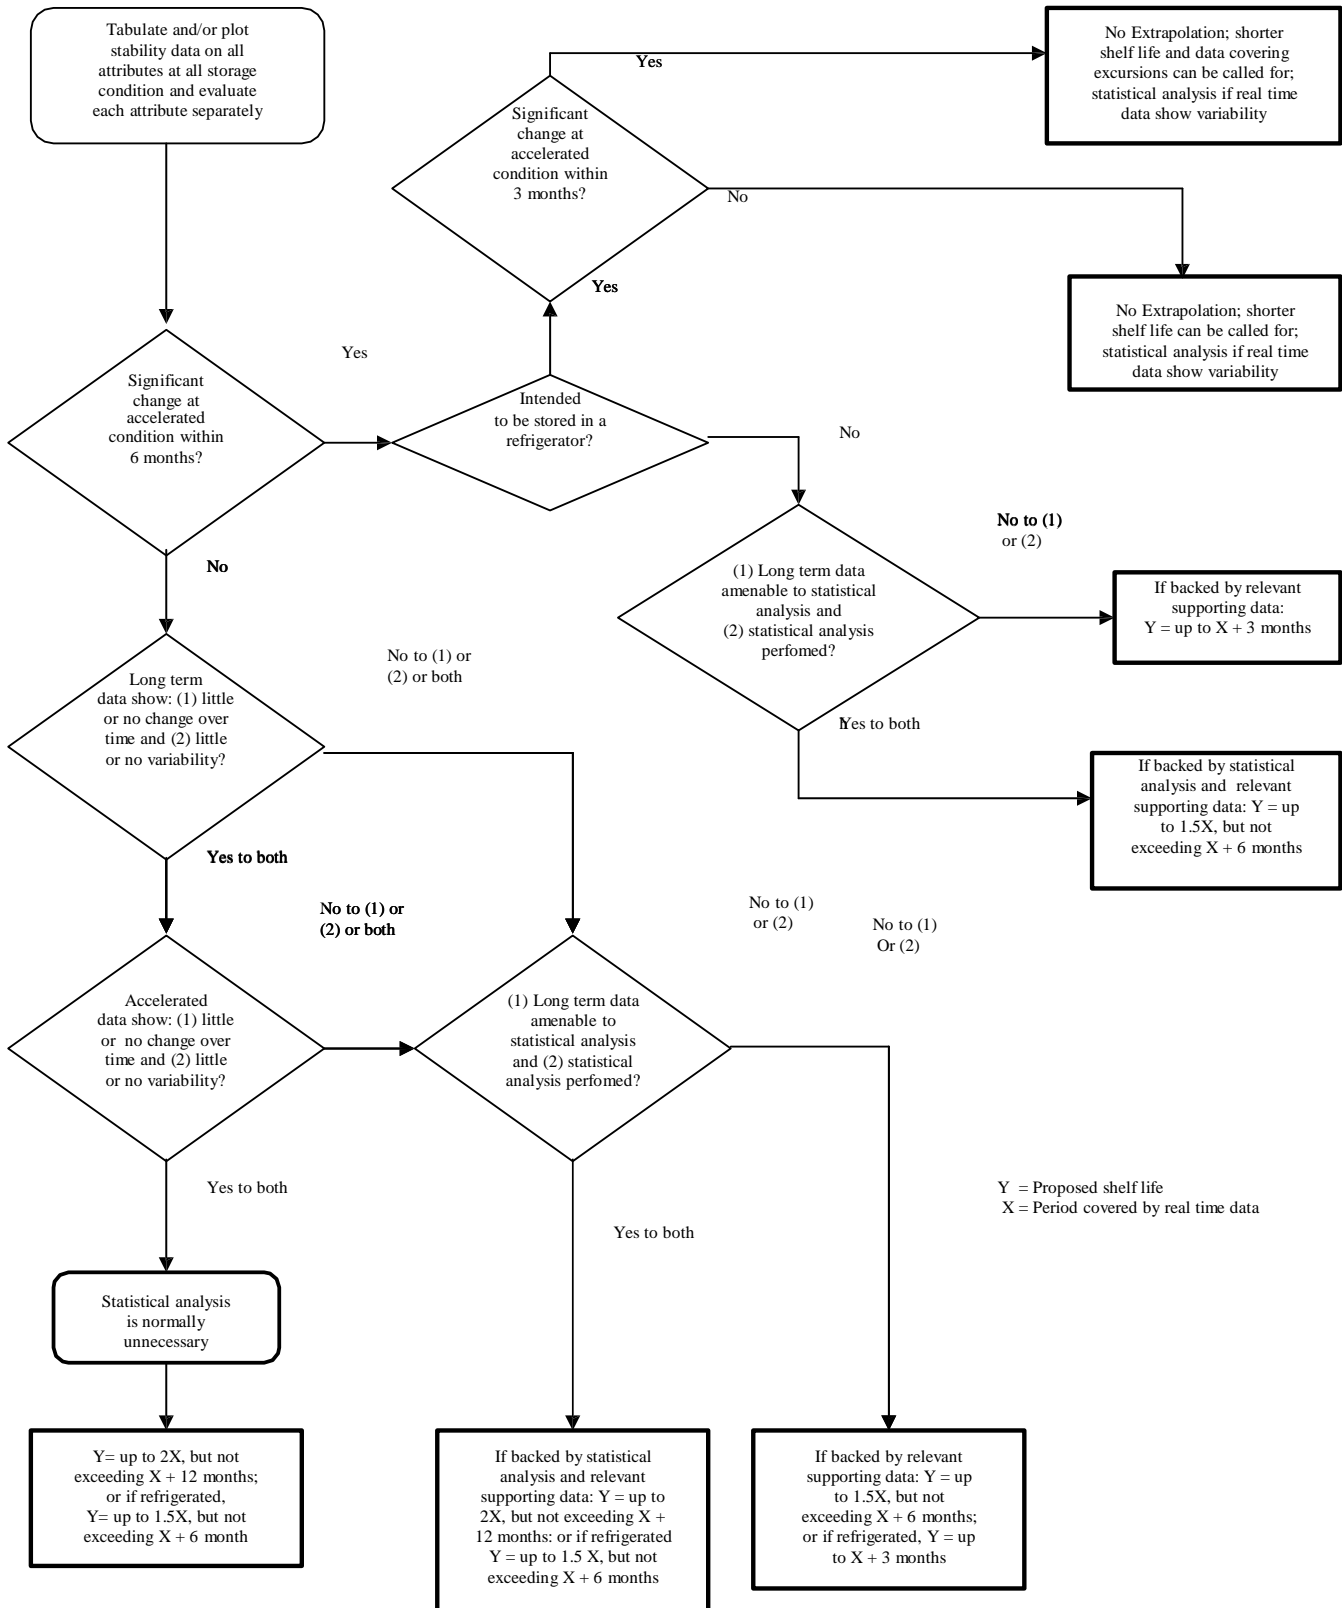 Tabulate and/or plot
stability data on all
attributes at all storage
condition and evaluate
each attribute separately
Yes
No Extrapolation; shorter
shelf life and data covering
excursions can be called for;
statistical analysis if real time
data show variability
Significant
change at
accelerated
condition within
3 months?
No
Yes
No Extrapolation; shorter
shelf life can be called for;
statistical analysis if real time
data show variability
Yes
Significant
change at
accelerated
condition within
6 months?
Intended
to be stored in a
refrigerator?
No
No to (1)
or (2)
No
(1) Long term data
amenable to statistical
analysis and
(2) statistical analysis
perfomed?
If backed by relevant
supporting data:
Y = up to X + 3 months
No to (1) or
(2) or both
Long term
data show: (1) little
or no change over
time and (2) little
or no variability?
Yes to both
If backed by statistical
analysis and relevant
supporting data: Y = up
to 1.5X, but not
exceeding X + 6 months
Yes to both
No to (1) or
(2) or both
No to (1)
or (2)
No to (1)
Or (2)
Accelerated
data show: (1) little
or no change over
time and (2) little
or no variability?
(1) Long term data
amenable to
statistical analysis
and (2) statistical
analysis perfomed?
Yes to both
Yes to both
Y = Proposed shelf life
X = Period covered by real time data
Statistical analysis
is normally
unnecessary
Y= up to 2X, but not
exceeding X + 12 months;
or if refrigerated,
Y= up to 1.5X, but not
exceeding X + 6 month
If backed by statistical
analysis and relevant
supporting data: Y = up to
2X, but not exceeding X +
12 months: or if refrigerated
Y = up to 1.5 X, but not
exceeding X + 6 months
If backed by relevant
supporting data: Y = up
to 1.5X, but not
exceeding X + 6 months;
or if refrigerated, Y = up
to X + 3 months